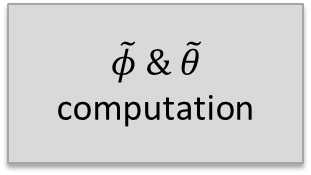 ϕ̃ & θ̃
computation